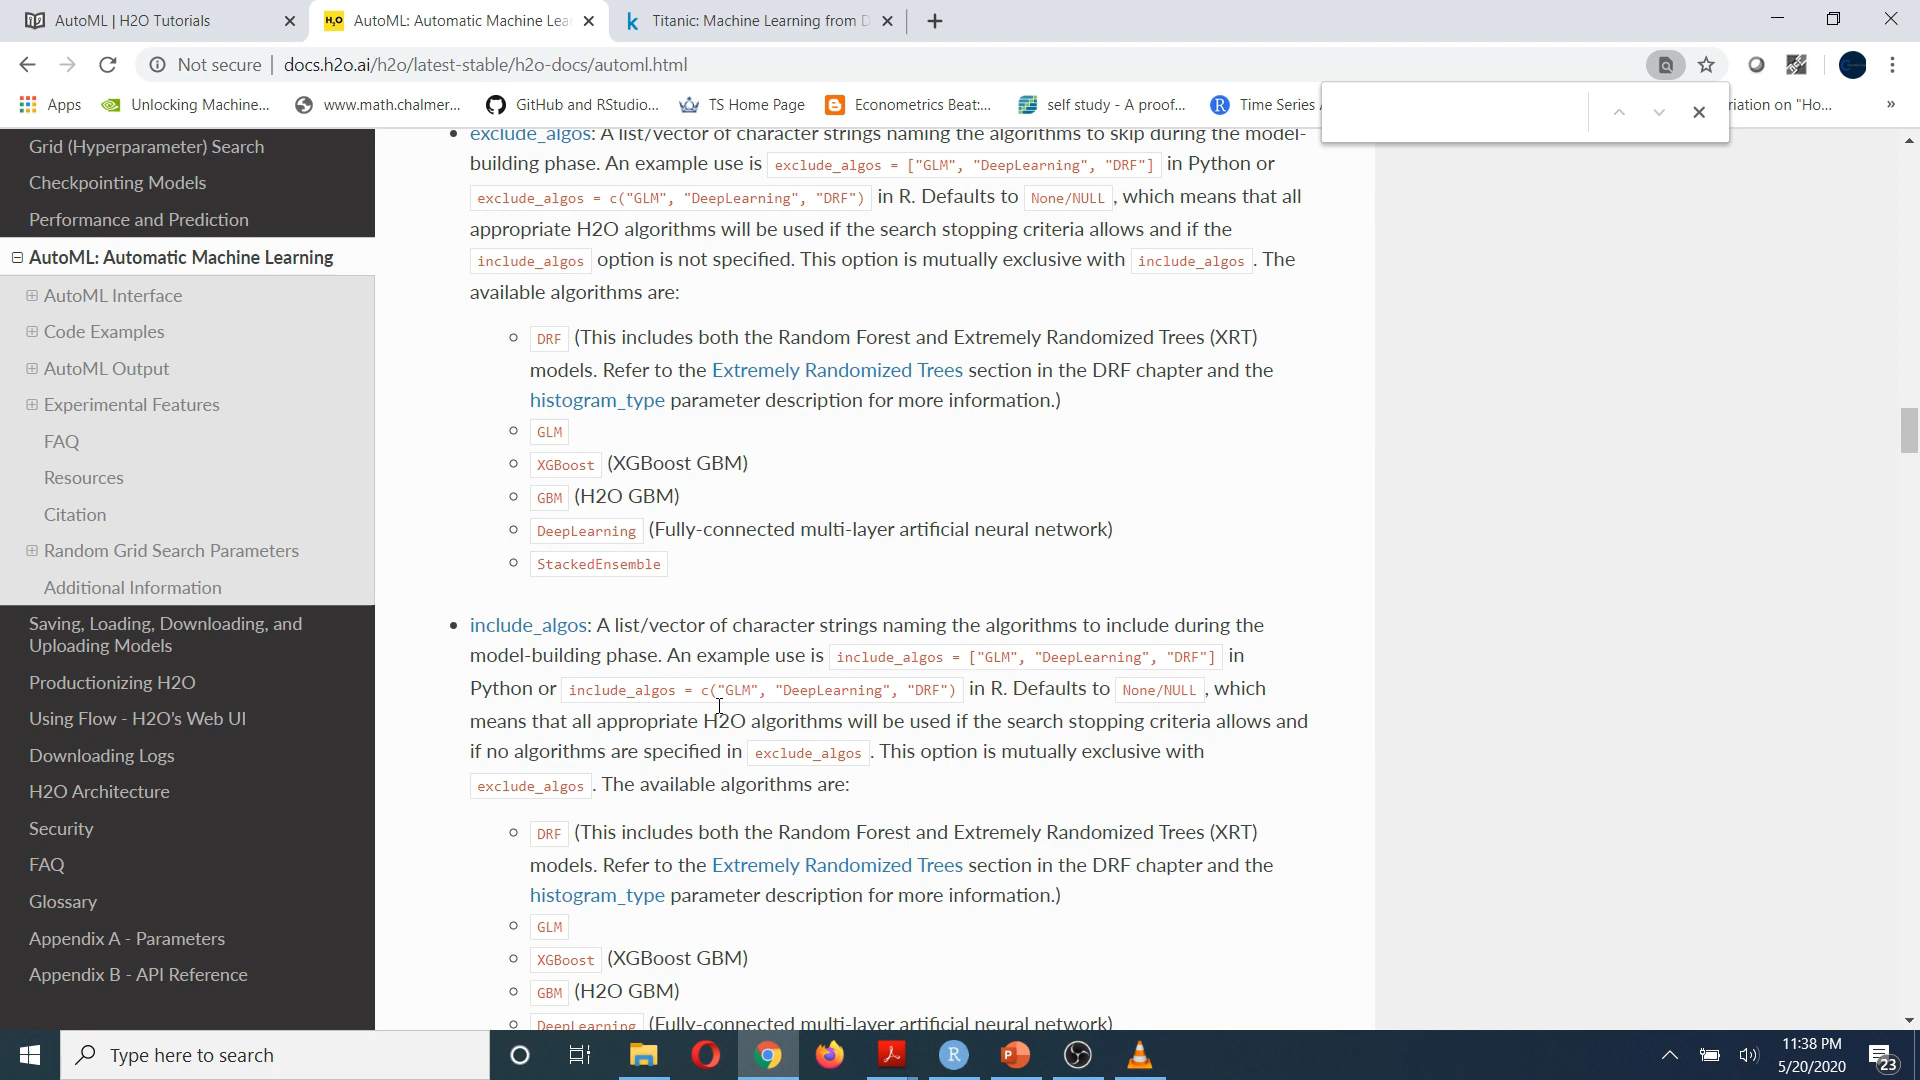 AutoML | H2O Tutorials
H2O AutoML: Automatic Machine Lea
Titanic: Machine Learning from D
Not secure | docs.h2o.ai/h2o/latest-stable/h2o-docs/automl.html
Apps Unlocking Machine... www.math.chalmer... GitHub and RStudio... TS Home Page Econometrics Beat:... self study - A proof... Time Series riation on "Ho... »
Grid (Hyperparameter) Search
Checkpointing Models
Performance and Prediction
AutoML: Automatic Machine Learning
AutoML Interface
Code Examples
AutoML Output
Experimental Features
FAQ
Resources
Citation
Random Grid Search Parameters
Additional Information
Saving, Loading, Downloading, and
Uploading Models
Productionizing H2O
Using Flow - H2O's Web UI
Downloading Logs
H2O Architecture
Security
FAQ
Glossary
Appendix A - Parameters
Appendix B - API Reference
exclude_algos: A list/vector of character strings naming the algorithms to skip during the model-
building phase. An example use is exclude_algos = ["GLM", "DeepLearning", "DRF"] in Python or
exclude_algos = c("GLM", "DeepLearning", "DRF") in R. Defaults to None/NULL, which means that all
appropriate H2O algorithms will be used if the search stopping criteria allows and if the
include_algos option is not specified. This option is mutually exclusive with include_algos. The
available algorithms are:
DRF (This includes both the Random Forest and Extremely Randomized Trees (XRT)
models. Refer to the Extremely Randomized Trees section in the DRF chapter and the
histogram_type parameter description for more information.)
GLM
XGBoost (XGBoost GBM)
GBM (H2O GBM)
DeepLearning (Fully-connected multi-layer artificial neural network)
StackedEnsemble
include_algos: A list/vector of character strings naming the algorithms to include during the
model-building phase. An example use is include_algos = ["GLM", "DeepLearning", "DRF"] in
Python or include_algos = c("GLM", "DeepLearning", "DRF") in R. Defaults to None/NULL, which
means that all appropriate H2O algorithms will be used if the search stopping criteria allows and
if no algorithms are specified in exclude_algos. This option is mutually exclusive with
exclude_algos. The available algorithms are:
DRF (This includes both the Random Forest and Extremely Randomized Trees (XRT)
models. Refer to the Extremely Randomized Trees section in the DRF chapter and the
histogram_type parameter description for more information.)
GLM
XGBoost (XGBoost GBM)
GBM (H2O GBM)
DeepLearning (Fully-connected multi-layer artificial neural network)
Type here to search
11:38 PM
5/20/2020
23